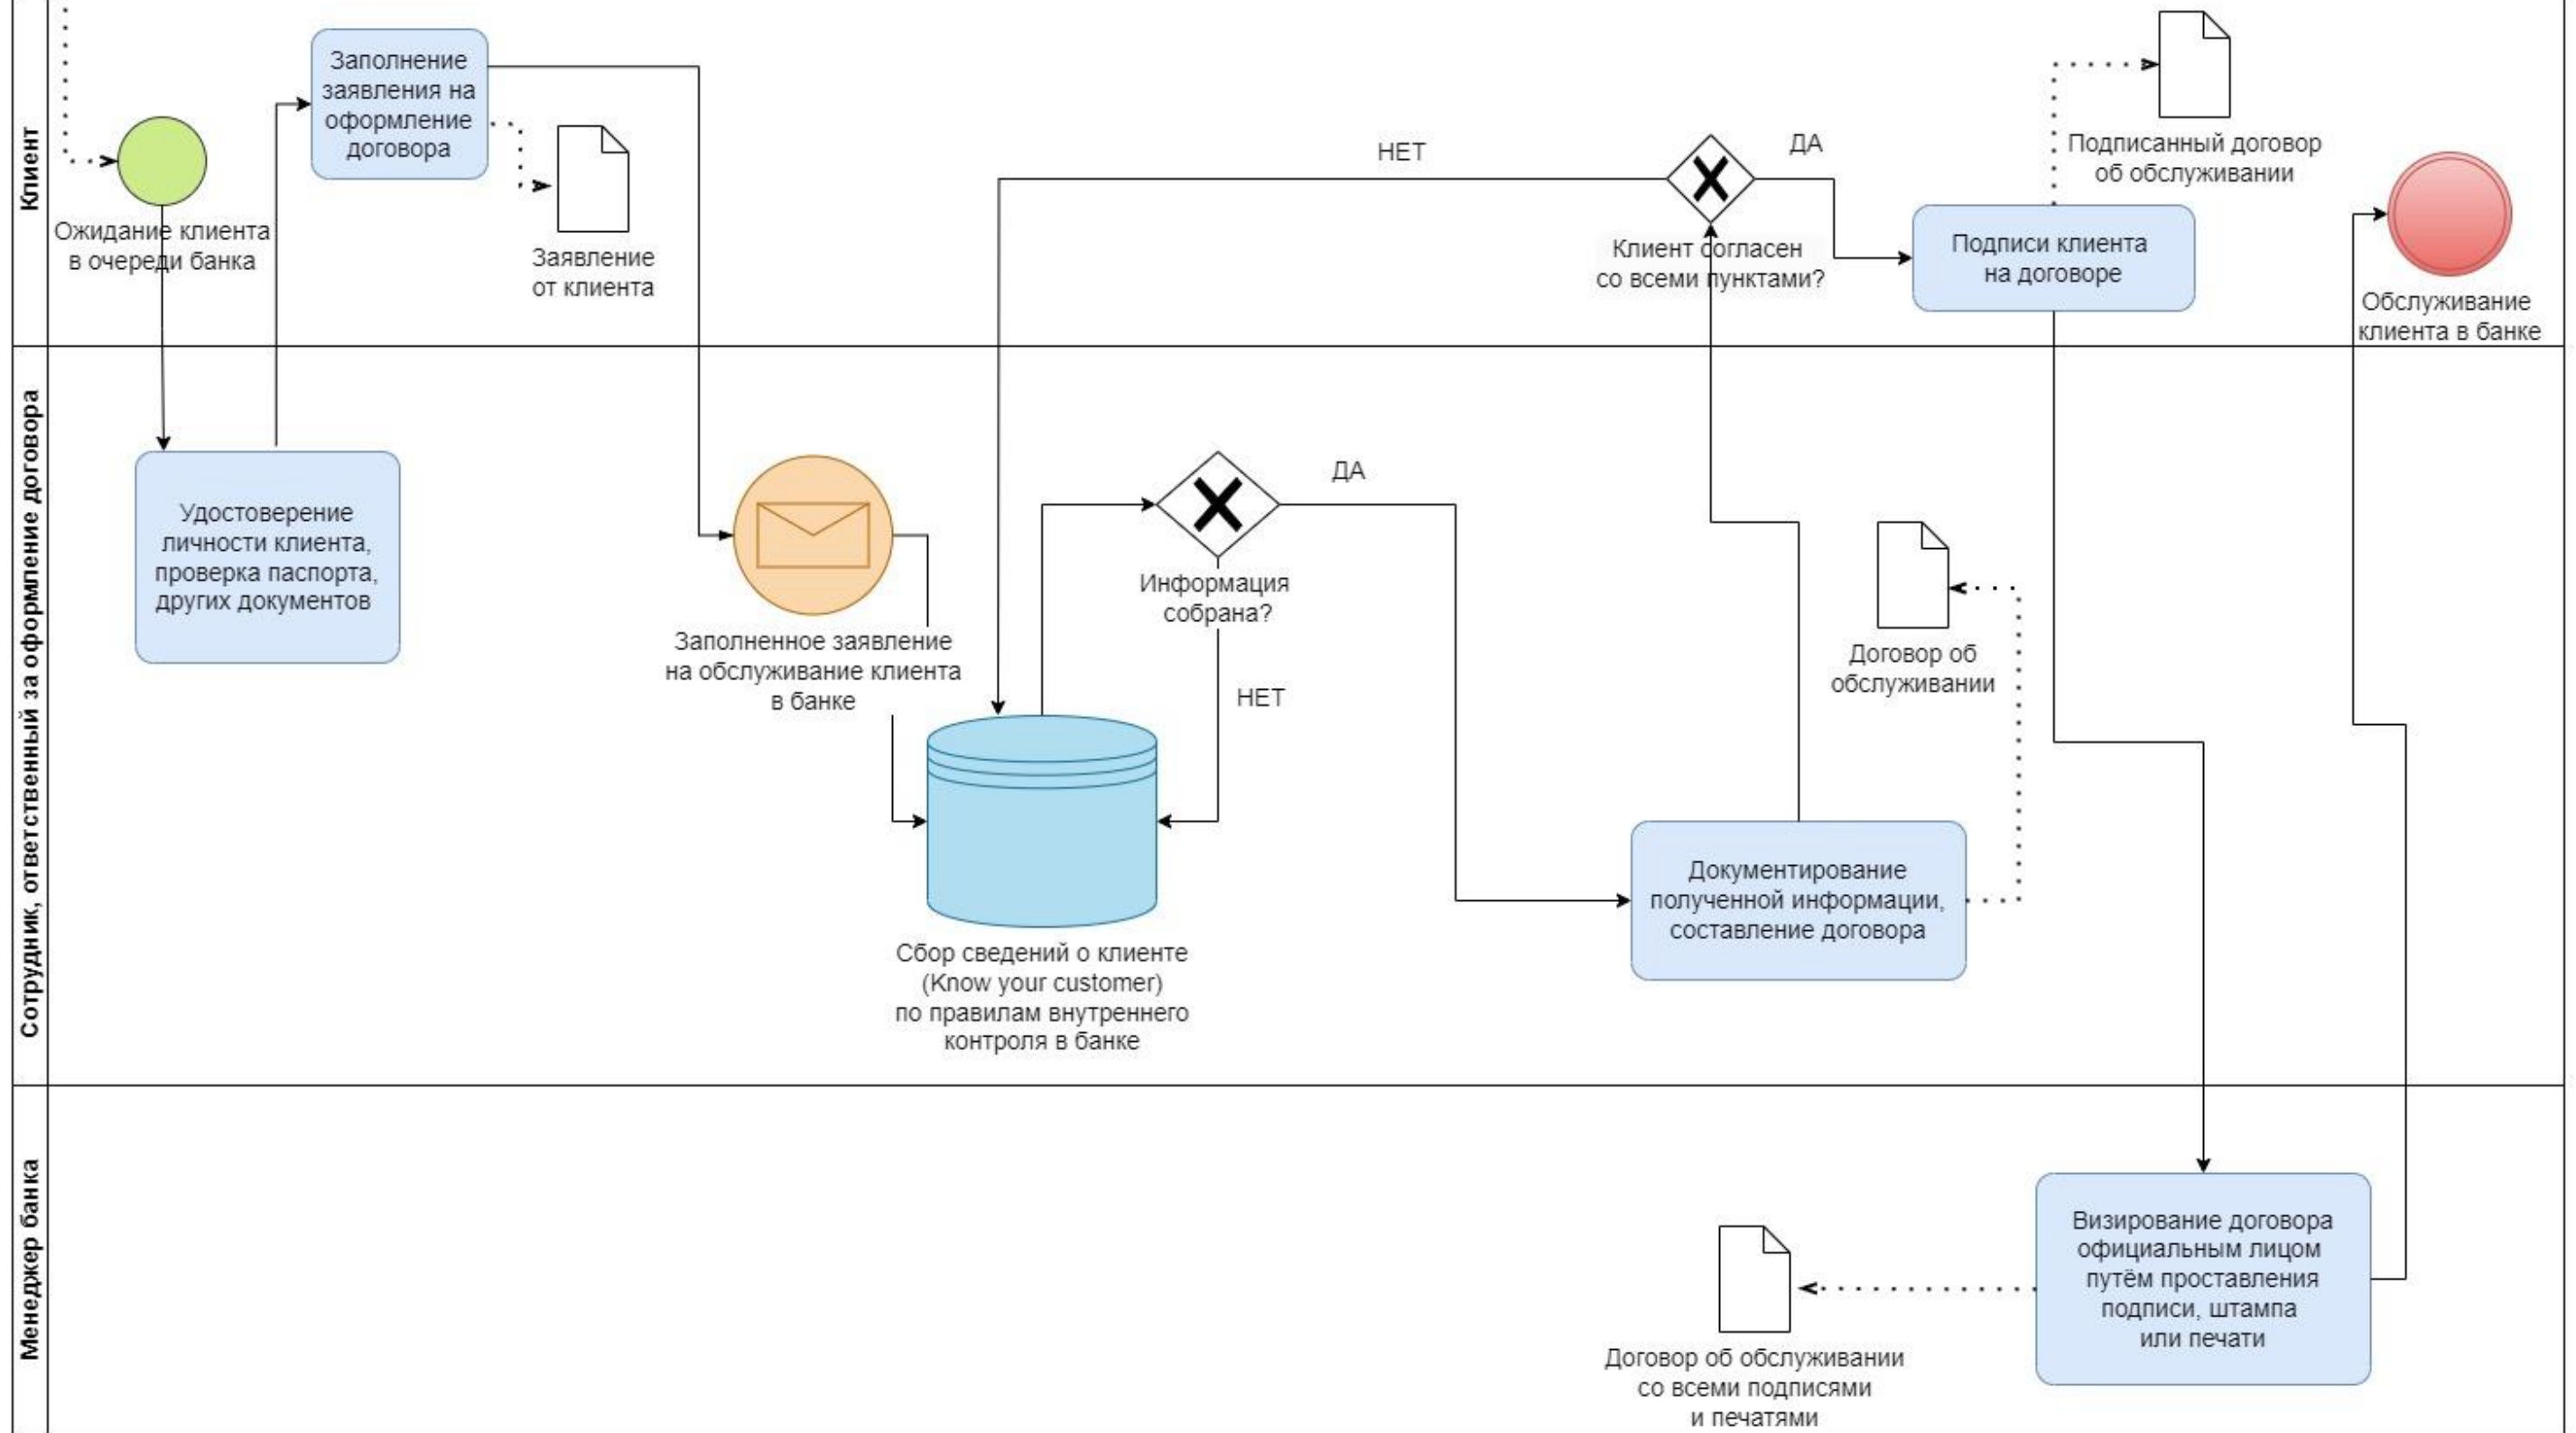 Клиент
Заполнение
заявления на
оформление
договора
Ожидание клиента
в очереди банка
Заявление
от клиента
НЕТ
ДА
Клиент согласен
со всеми пунктами?
Подписанный договор
об обслуживании
Подписи клиента
на договоре
Обслуживание
клиента в банке
Сотрудник, ответственный за оформление договора
Удостоверение
личности клиента,
проверка паспорта,
других документов
Заполненное заявление
на обслуживание клиента
в банке
ДА
Информация
собрана?
НЕТ
Сбор сведений о клиенте
(Know your customer)
по правилам внутреннего
контроля в банке
Договор об
обслуживании
Документирование
полученной информации,
составление договора
Менеджер банка
Визирование договора
официальным лицом
путём проставления
подписи, штампа
или печати
Договор об обслуживании
со всеми подписями
и печатями